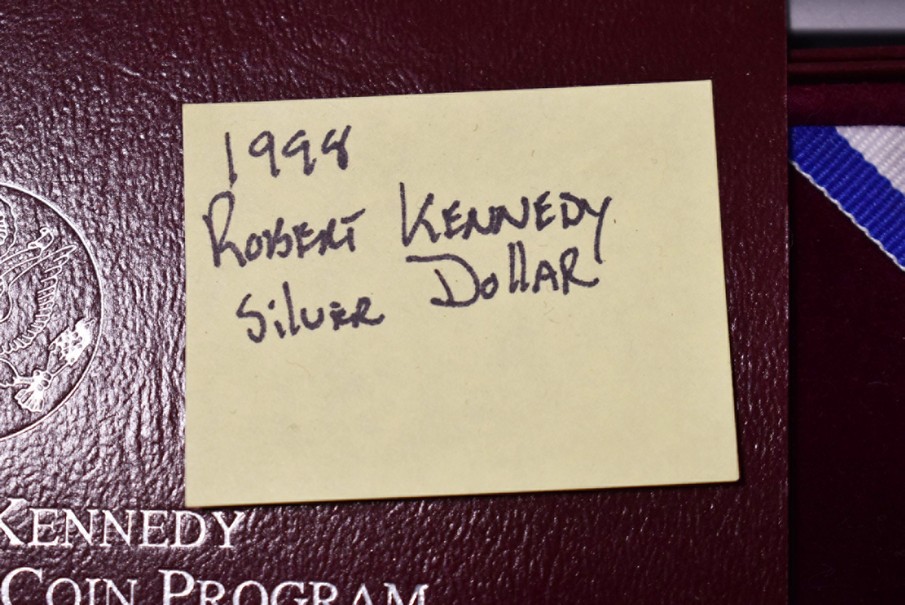 1998
Robert Kennedy
Silver Dollar
Kennedy
Coin Program